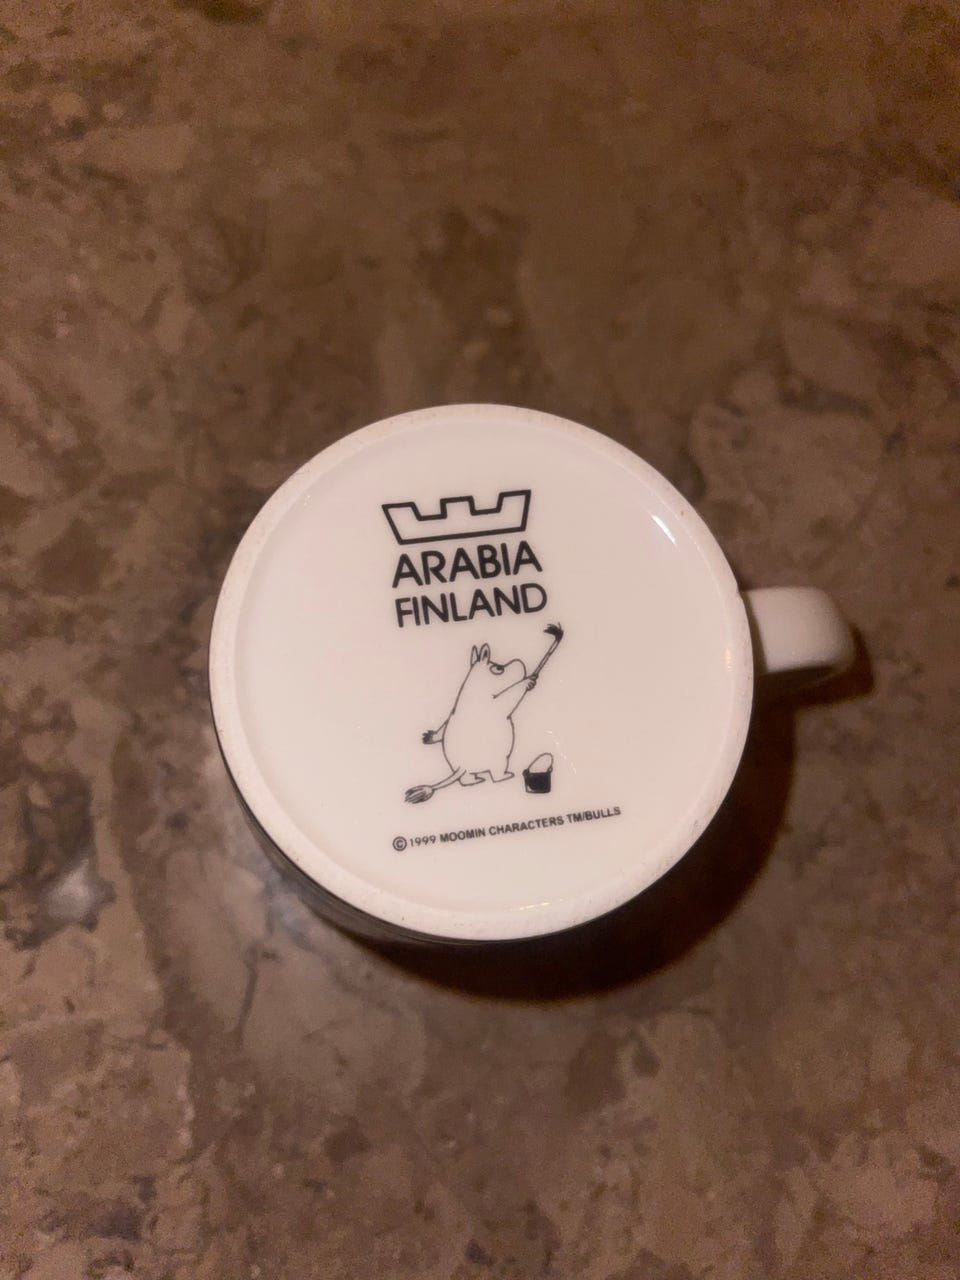 ARABIA
FINLAND
©1999 MOOMIN CHARACTERS TM/BULLS